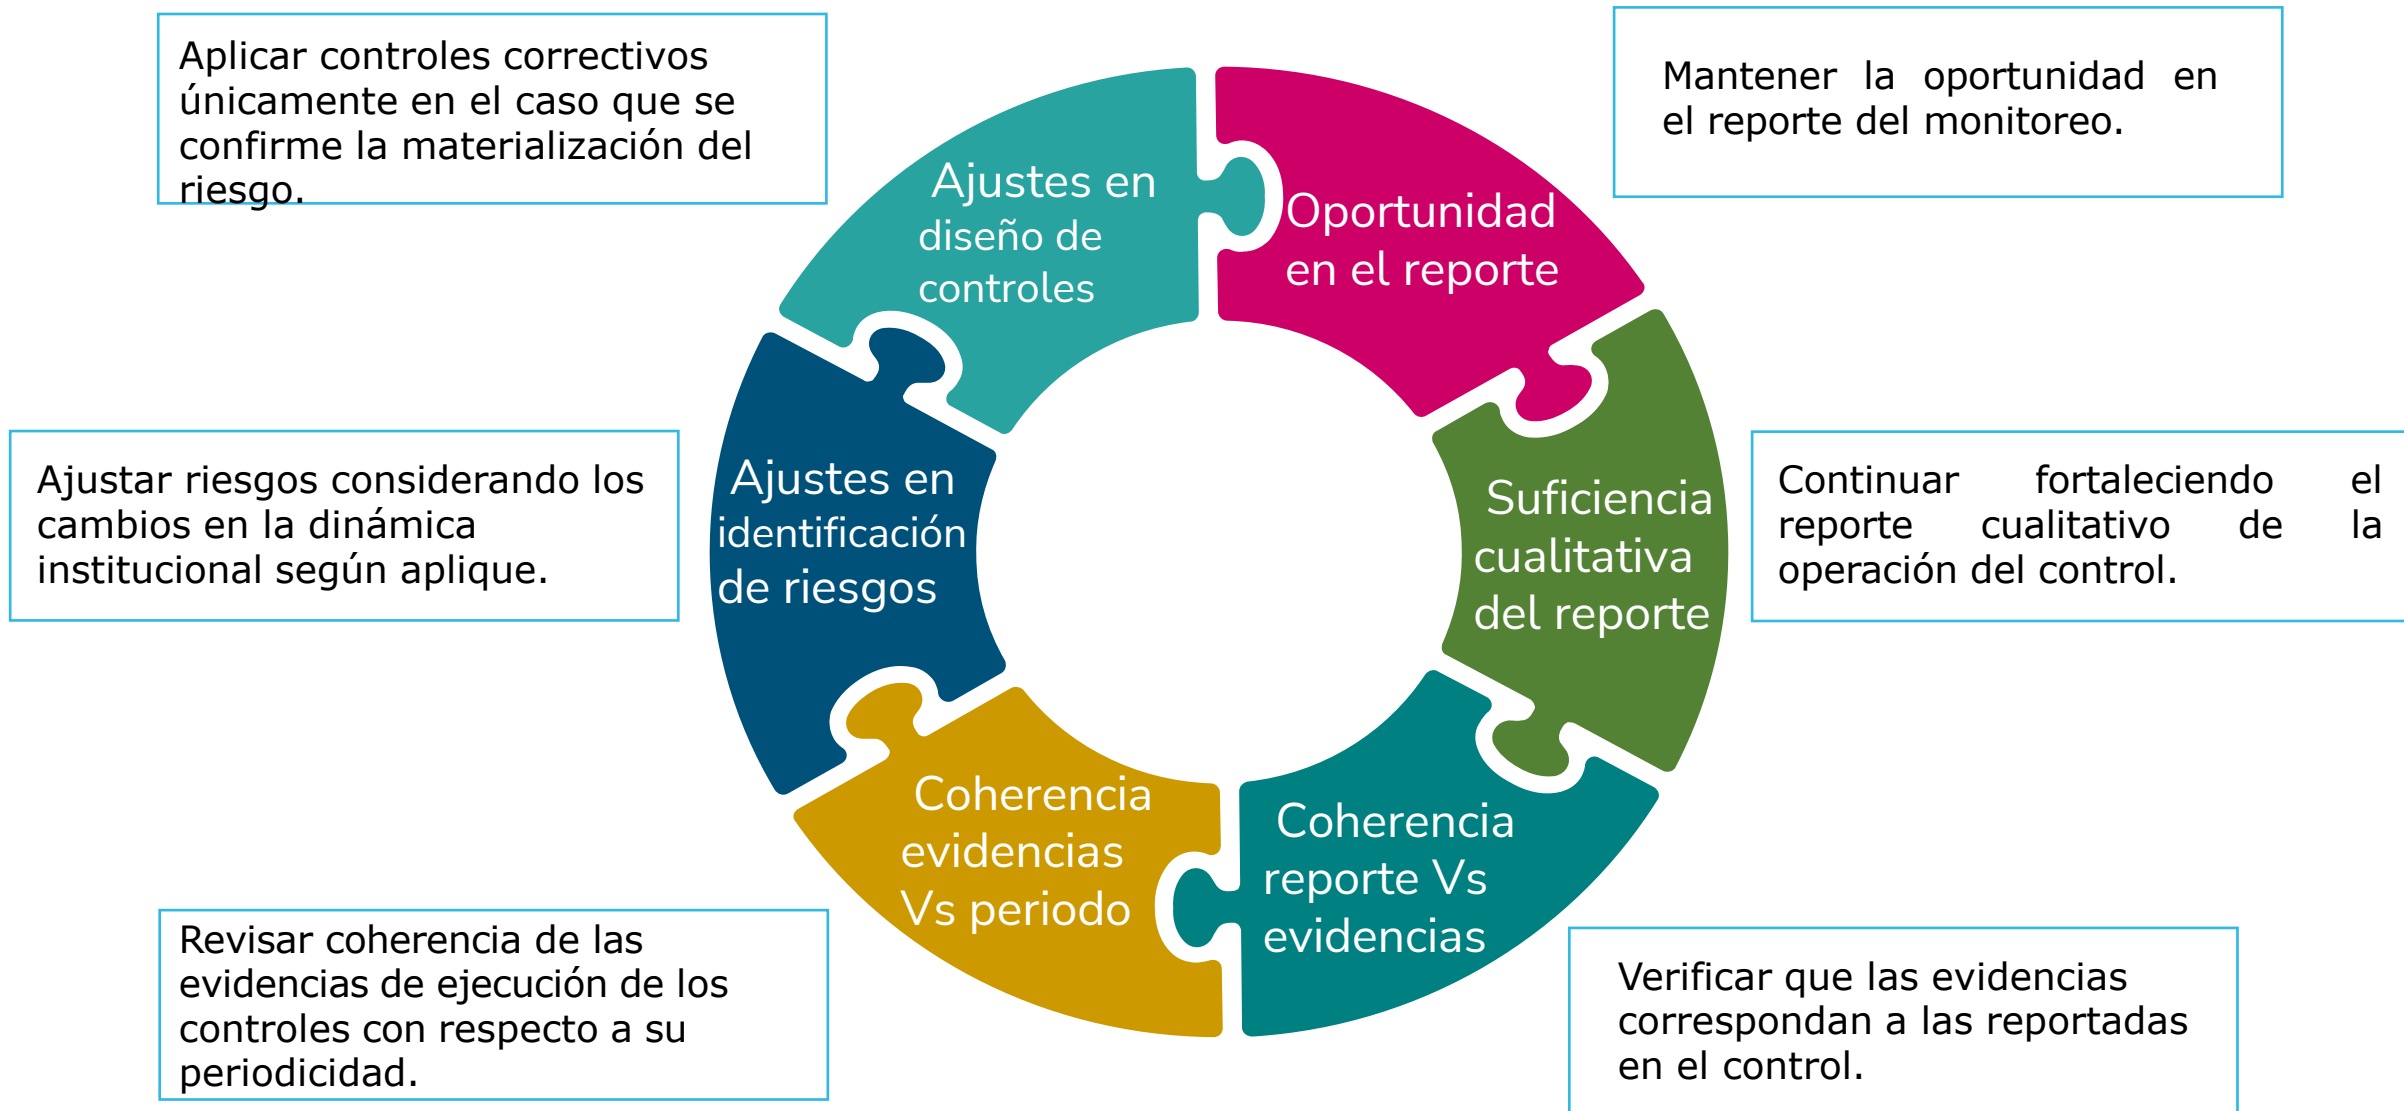 Aplicar controles correctivos
únicamente en el caso que se
confirme la materialización del
riesgo.
Mantener la oportunidad en
el reporte del monitoreo.
Ajustes en
diseño de
controles
Oportunidad
en el reporte
Ajustar riesgos considerando los
cambios en la dinámica
institucional según aplique.
Ajustes en
identificación
de riesgos
Suficiencia
cualitativa
del reporte
Continuar fortaleciendo el
reporte cualitativo de la
operación del control.
Coherencia
evidencias
Vs periodo
Coherencia
reporte Vs
evidencias
Revisar coherencia de las
evidencias de ejecución de los
controles con respecto a su
periodicidad.
Verificar que las evidencias
correspondan a las reportadas
en el control.